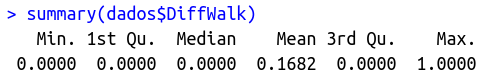 > summary(dados$DiffWalk)
Min. 1st Qu. Median Mean 3rd Qu. Max.
0.0000 0.0000 0.0000 0.1682 0.0000 1.0000